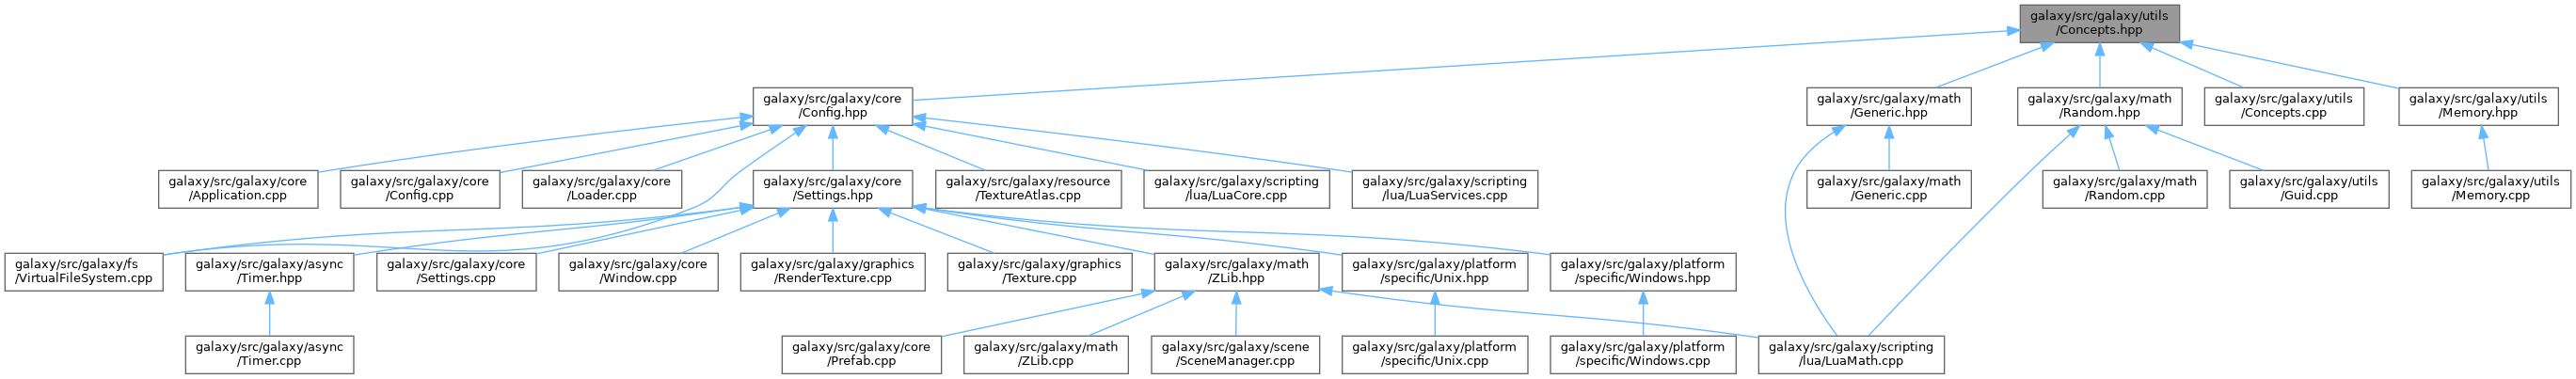 galaxy/src/galaxy/utils
/Concepts.hpp
galaxy/src/galaxy/core
/Config.hpp
galaxy/src/galaxy/math
/Generic.hpp
galaxy/src/galaxy/math
/Random.hpp
galaxy/src/galaxy/utils
/Concepts.cpp
galaxy/src/galaxy/utils
/Memory.hpp
galaxy/src/galaxy/core
/Application.cpp
galaxy/src/galaxy/core
/Config.cpp
galaxy/src/galaxy/core
/Loader.cpp
galaxy/src/galaxy/core
/Settings.hpp
galaxy/src/galaxy/resource
/TextureAtlas.cpp
galaxy/src/galaxy/scripting
/lua/LuaCore.cpp
galaxy/src/galaxy/scripting
/lua/LuaServices.cpp
galaxy/src/galaxy/math
/Generic.cpp
galaxy/src/galaxy/math
/Random.cpp
galaxy/src/galaxy/utils
/Guid.cpp
galaxy/src/galaxy/utils
/Memory.cpp
galaxy/src/galaxy/fs
/VirtualFileSystem.cpp
galaxy/src/galaxy/async
/Timer.hpp
galaxy/src/galaxy/core
/Settings.cpp
galaxy/src/galaxy/core
/Window.cpp
galaxy/src/galaxy/graphics
/RenderTexture.cpp
galaxy/src/galaxy/graphics
/Texture.cpp
galaxy/src/galaxy/math
/ZLib.hpp
galaxy/src/galaxy/platform
/specific/Unix.hpp
galaxy/src/galaxy/platform
/specific/Windows.hpp
galaxy/src/galaxy/async
/Timer.cpp
galaxy/src/galaxy/core
/Prefab.cpp
galaxy/src/galaxy/math
/ZLib.cpp
galaxy/src/galaxy/scene
/SceneManager.cpp
galaxy/src/galaxy/platform
/specific/Unix.cpp
galaxy/src/galaxy/platform
/specific/Windows.cpp
galaxy/src/galaxy/scripting
/lua/LuaMath.cpp